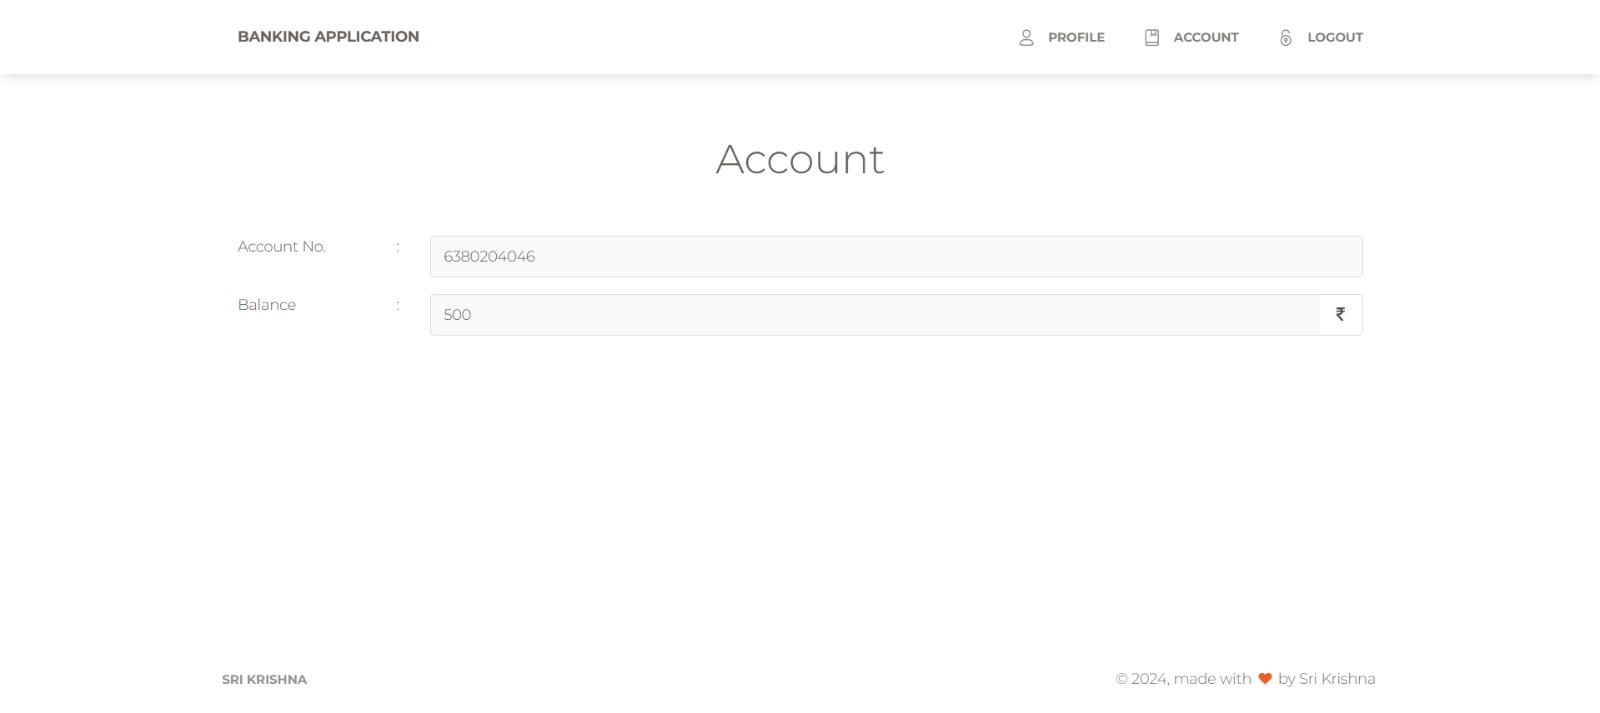 BANKING APPLICATION PROFILE ACCOUNT LOGOUT
Account
Account No. : 6380204046
Balance : 500 ₹
SRI KRISHNA © 2024, made with ♥ by Sri Krishna